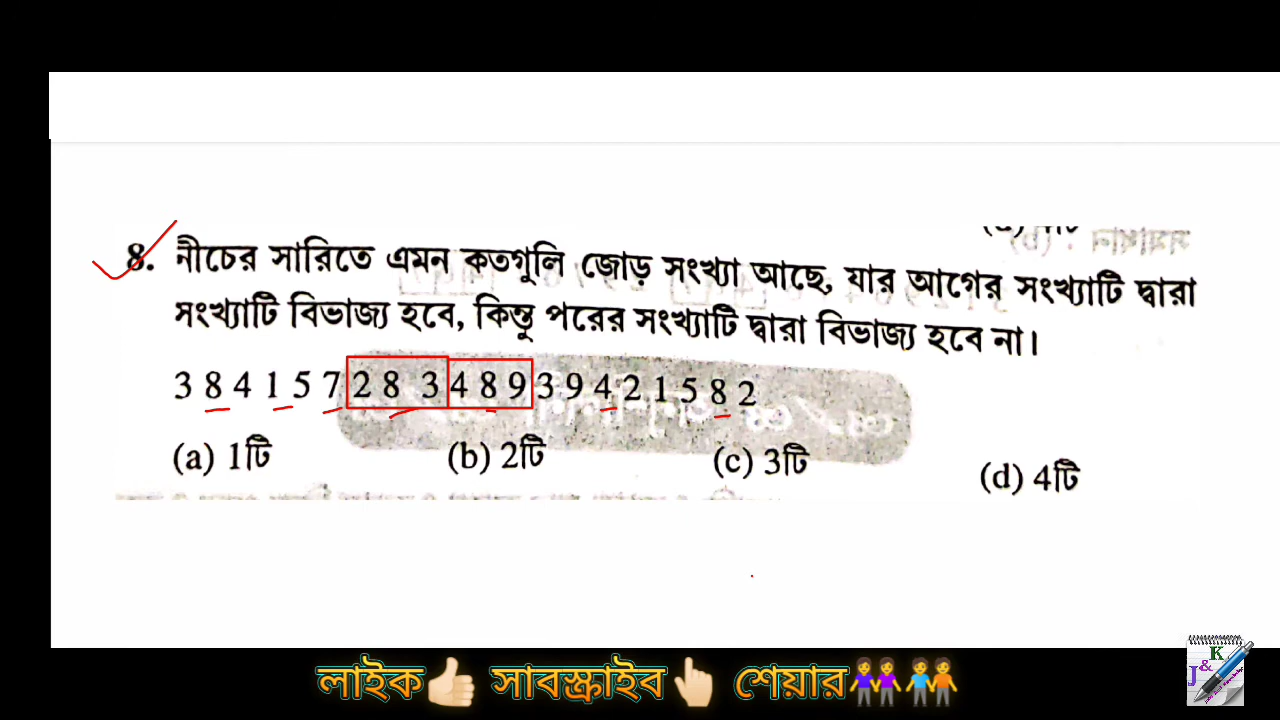 8. নীচের সারিতে এমন কতগুলি জোড় সংখ্যা আছে, যার আগের সংখ্যাটি দ্বারা
সংখ্যাটি বিভাজ্য হবে, কিন্তু পরের সংখ্যাটি দ্বারা বিভাজ্য হবে না।
3 8 4 1 5 7 2 8 3 4 8 9 3 9 4 2 1 5 8 2
(a) 1টি (b) 2টি (c) 3টি (d) 4টি
লাইক 👍 সাবস্ক্রাইব 👆 শেয়ার 👭 👫
J & K